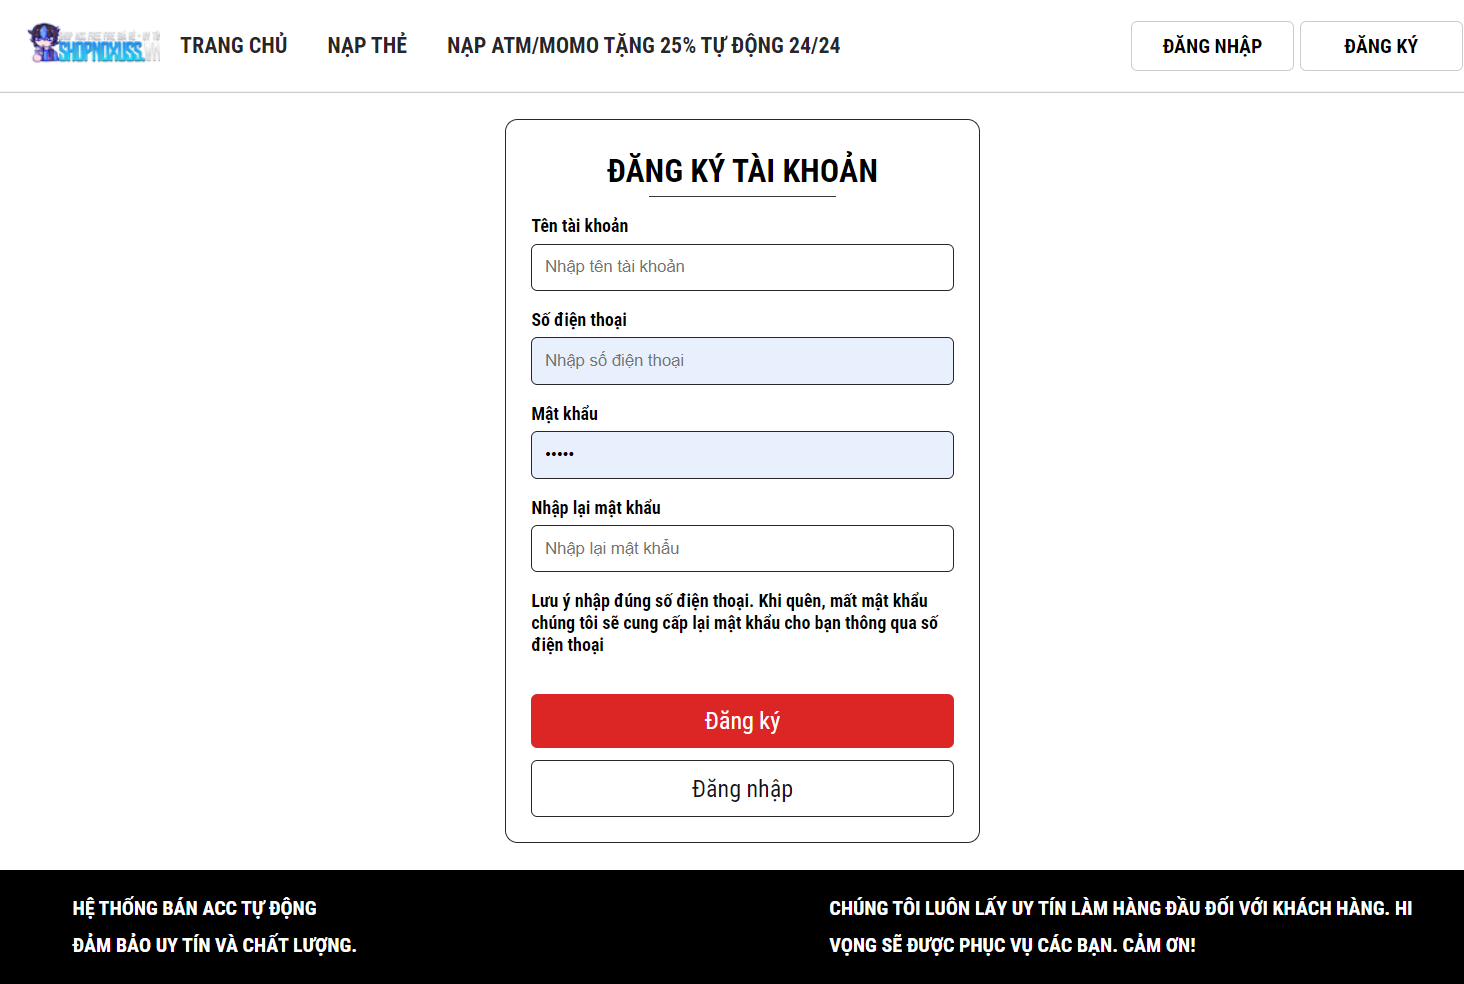 SHOPNOXUSS.VN
TRANG CHỦ
NẠP THẺ
NẠP ATM/MOMO TẶNG 25% TỰ ĐỘNG 24/24
ĐĂNG NHẬP
ĐĂNG KÝ
ĐĂNG KÝ TÀI KHOẢN
Tên tài khoản
Nhập tên tài khoản
Số điện thoại
Nhập số điện thoại
Mật khẩu
•••••
Nhập lại mật khẩu
Nhập lại mật khẩu
Lưu ý nhập đúng số điện thoại. Khi quên, mất mật khẩu
chúng tôi sẽ cung cấp lại mật khẩu cho bạn thông qua số
điện thoại
Đăng ký
Đăng nhập
HỆ THỐNG BÁN ACC TỰ ĐỘNG
ĐẢM BẢO UY TÍN VÀ CHẤT LƯỢNG.
CHÚNG TÔI LUÔN LẤY UY TÍN LÀM HÀNG ĐẦU ĐỐI VỚI KHÁCH HÀNG. HI
VỌNG SẼ ĐƯỢC PHỤC VỤ CÁC BẠN. CẢM ƠN!